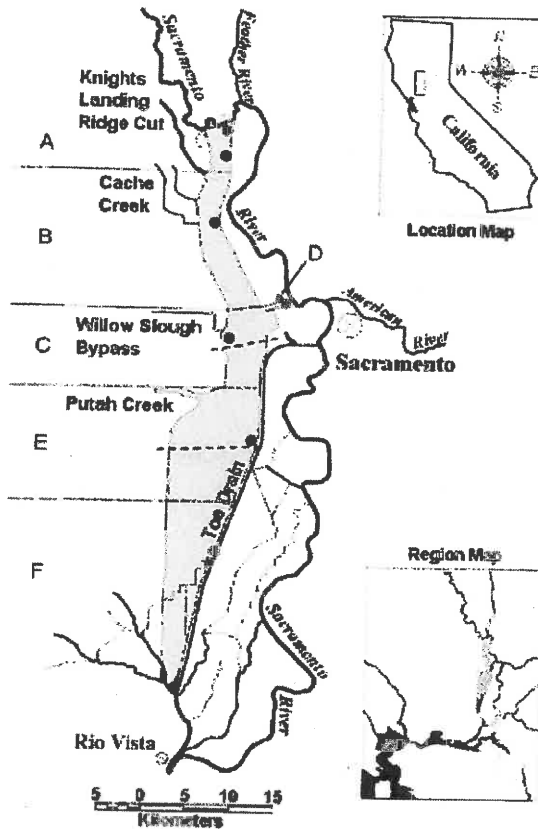 Sacramento
Feather River
Knights
Landing
Ridge Cut
A
Cache
Creek
B
River
D
American
River
Willow Slough
Bypass
C
Sacramento
Putah Creek
E
Toe Drain
F
Sacramento
River
Rio Vista
5 0 5 10 15
Kilometers
N
E
S
California
Location Map
Region Map